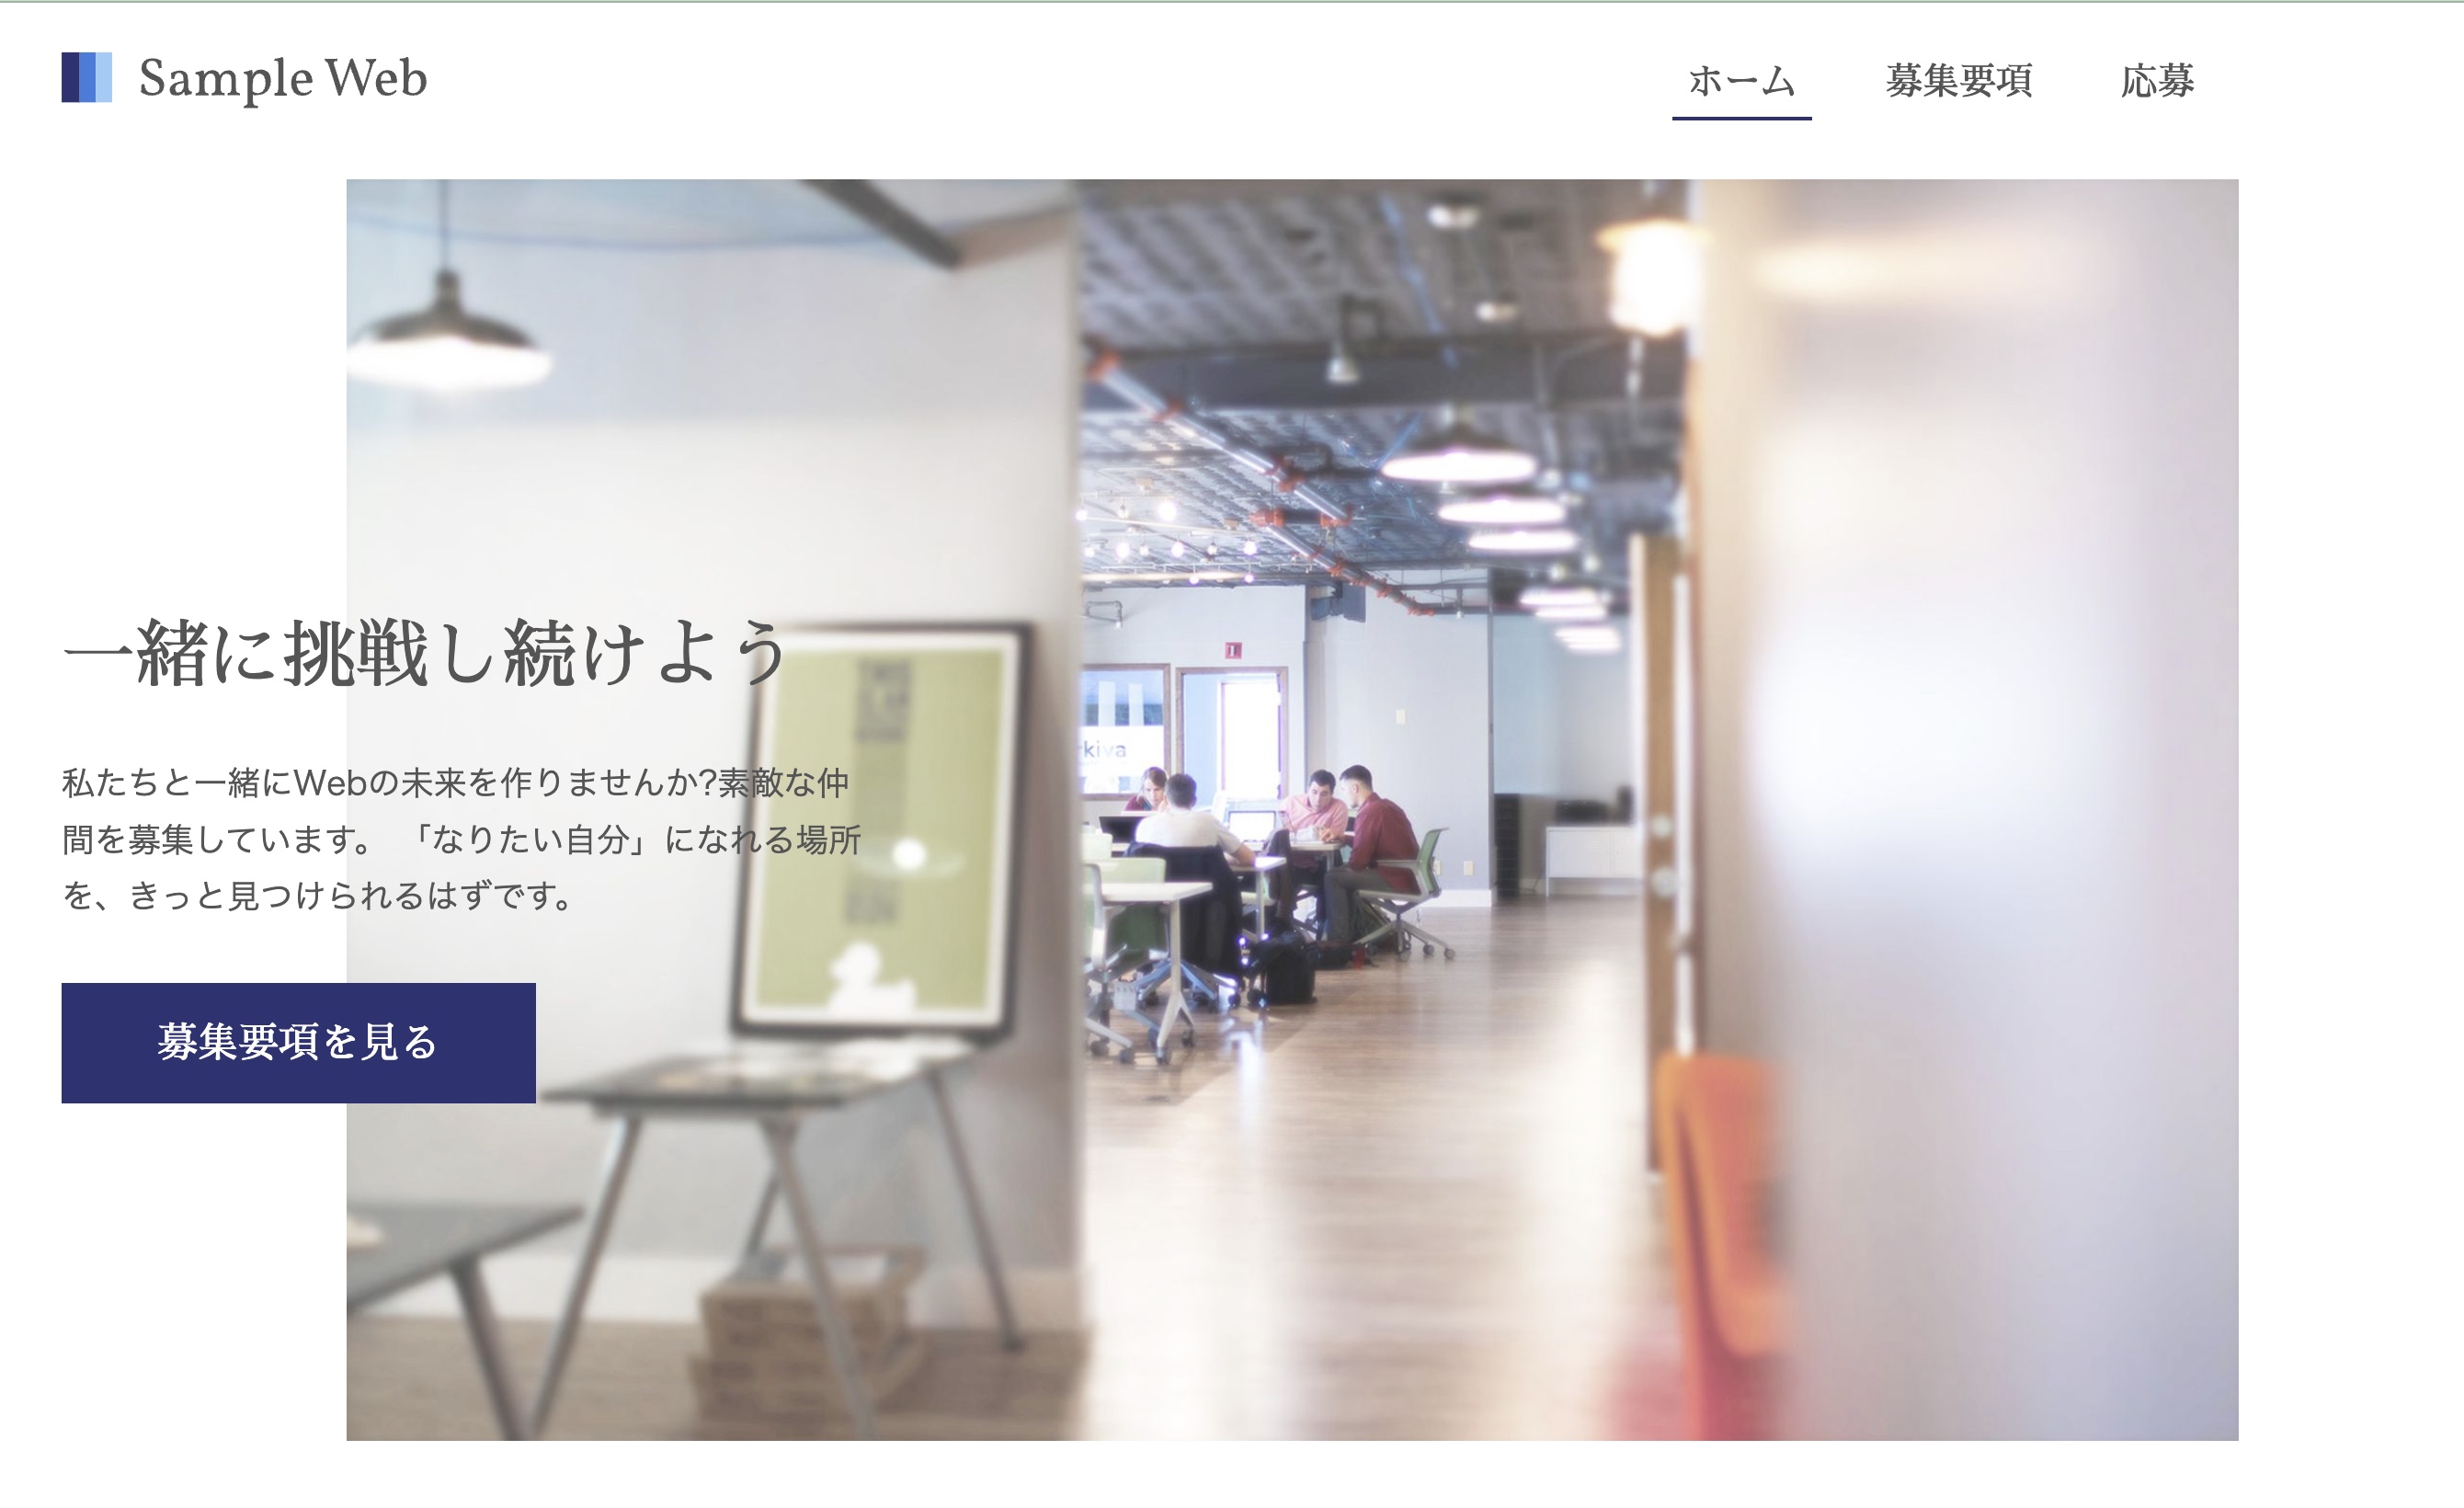 Sample Web
ホーム 募集要項 応募
一緒に挑戦し続けよう
私たちと一緒にWebの未来を作りませんか?素敵な仲
間を募集しています。 「なりたい自分」になれる場所
を、きっと見つけられるはずです。
募集要項を見る